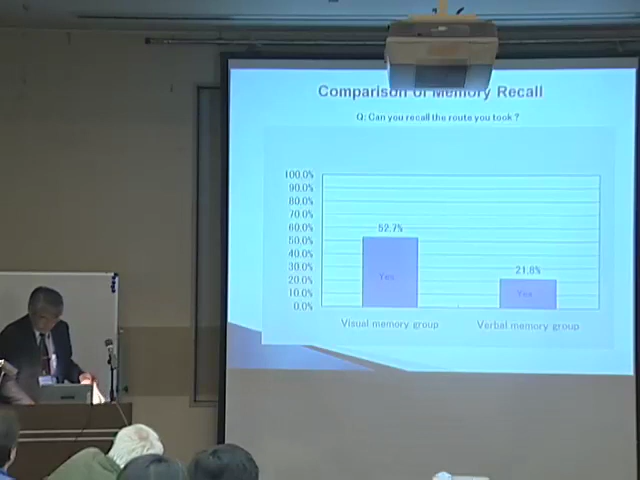 Comparison of Memory Recall
Q: Can you recall the route you took ?
100.0%
90.0%
80.0%
70.0%
60.0%
50.0%
40.0%
30.0%
20.0%
10.0%
0.0%
52.7%
Yes
21.8%
Yes
Visual memory group
Verbal memory group